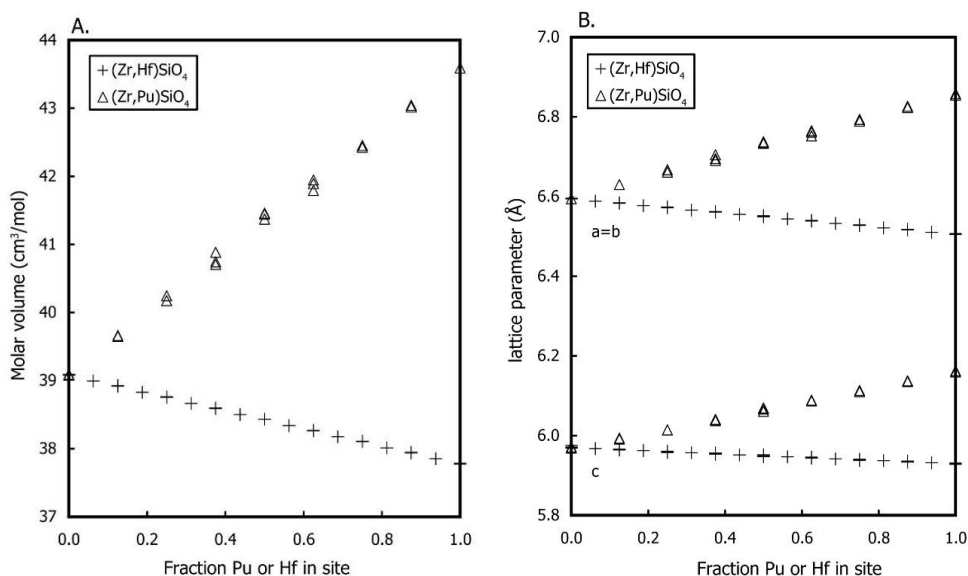 A.
44
43
42
41
40
39
38
37
Molar volume (cm³/mol)
+ (Zr,Hf)SiO₄
△ (Zr,Pu)SiO₄
0.0 0.2 0.4 0.6 0.8 1.0
Fraction Pu or Hf in site
B.
7.0
6.8
6.6
6.4
6.2
6.0
5.8
lattice parameter (Å)
+ (Zr,Hf)SiO₄
△ (Zr,Pu)SiO₄
a=b
c
0.0 0.2 0.4 0.6 0.8 1.0
Fraction Pu or Hf in site